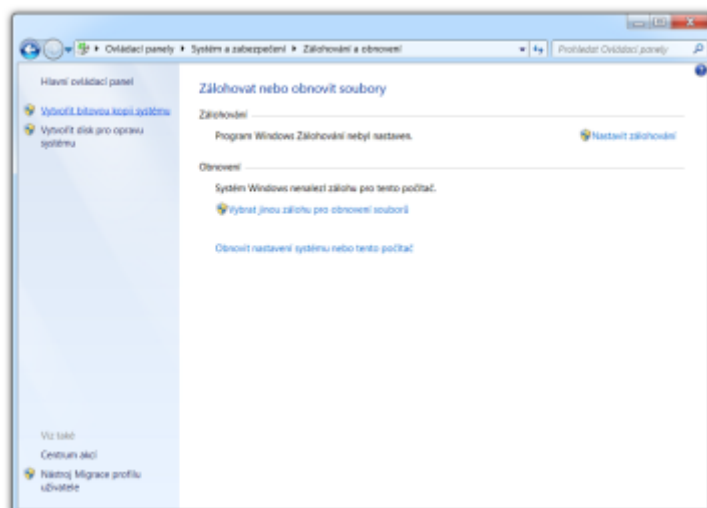 Ovládací panely ▸ Systém a zabezpečení ▸ Zálohování a obnovení
Prohledat Ovládací panely
Hlavní ovládací panel
Vytvořit bitovou kopii systému
Vytvořit disk pro opravu
systému
Zálohovat nebo obnovit soubory
Zálohování
Program Windows Zálohování nebyl nastaven.
Nastavit zálohování
Obnovení
Systém Windows nenalezl zálohu pro tento počítač.
Vybrat jinou zálohu pro obnovení souborů
Obnovit nastavení systému nebo tento počítač
Viz také
Centrum akcí
Nástroj Migrace profilu
uživatele